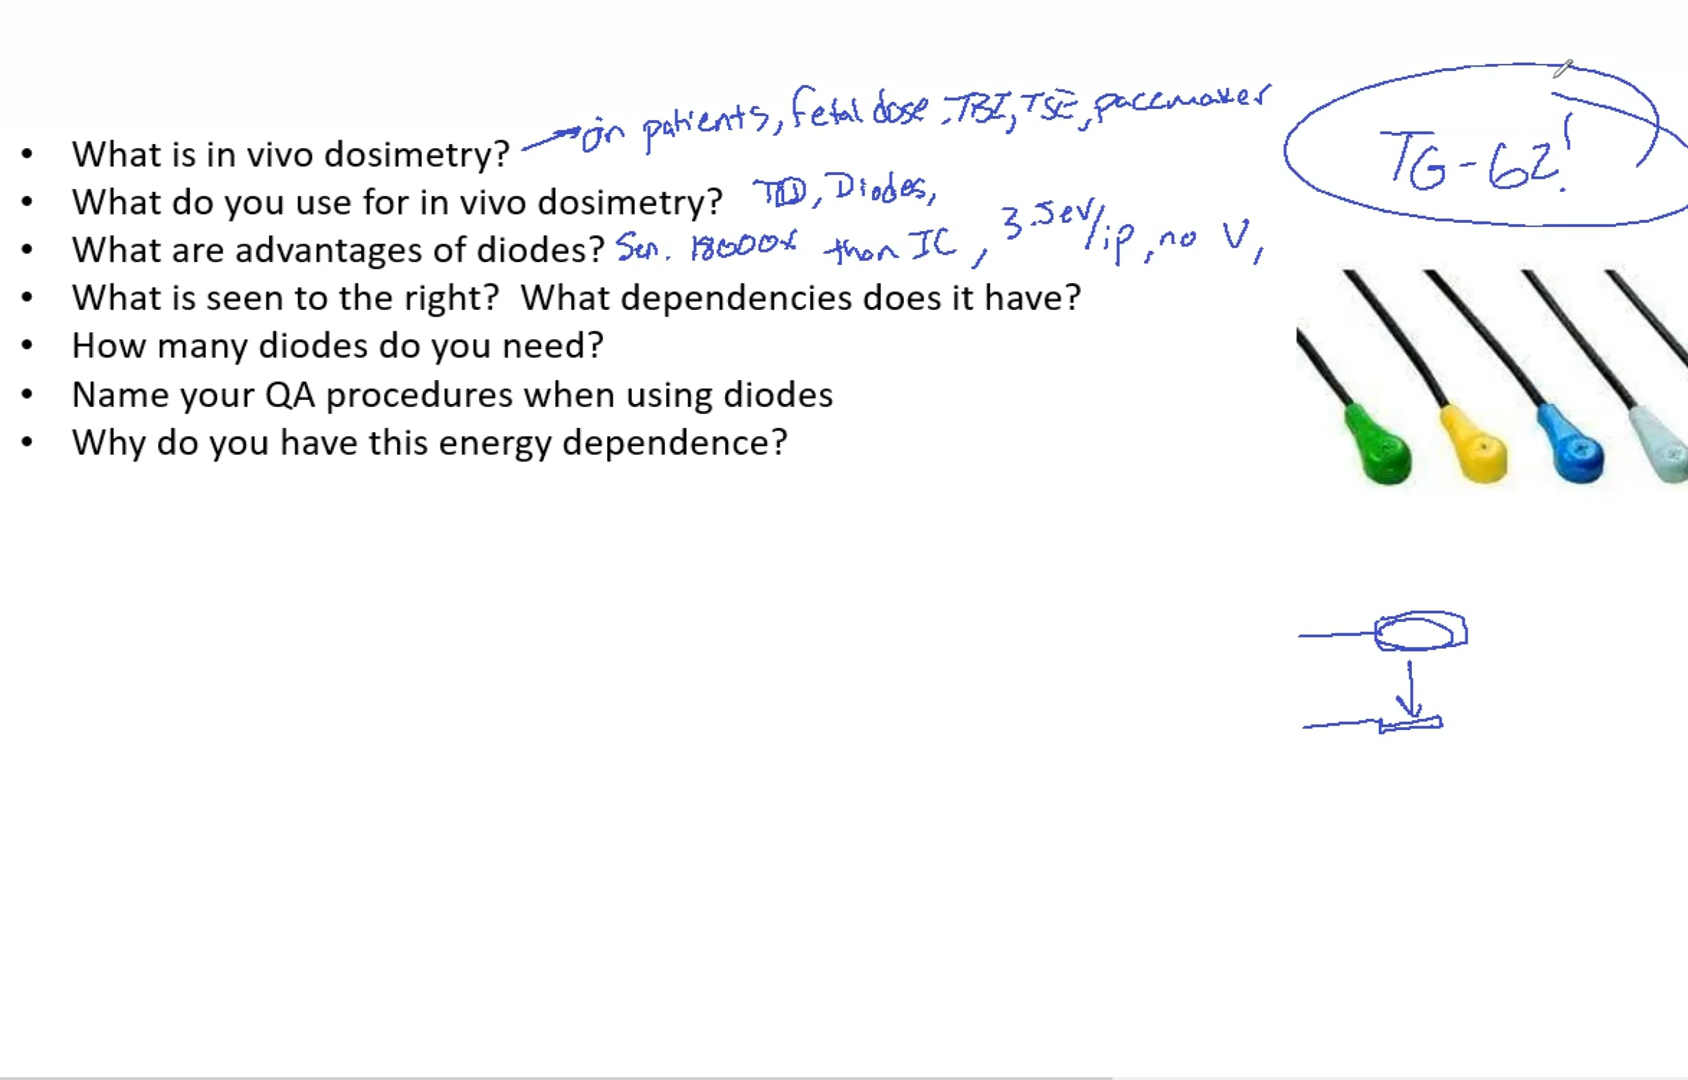 • What is in vivo dosimetry? → on patients, fetal dose, TBI, TSE, pacemaker
TG-62!
• What do you use for in vivo dosimetry? TLD, Diodes,
• What are advantages of diodes? Sen. 18000x than IC, 3.5eV/ip, no V,
• What is seen to the right? What dependencies does it have?
• How many diodes do you need?
• Name your QA procedures when using diodes
• Why do you have this energy dependence?